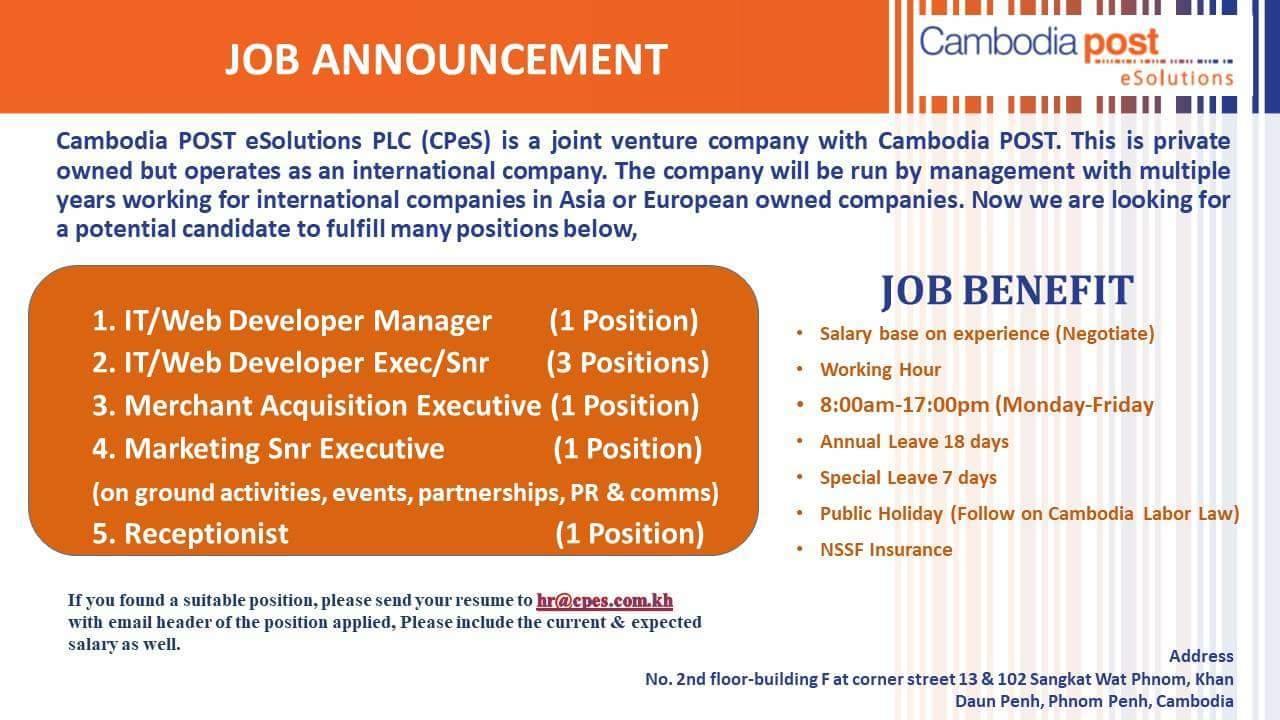 JOB ANNOUNCEMENT
Cambodia post
eSolutions
Cambodia POST eSolutions PLC (CPeS) is a joint venture company with Cambodia POST. This is private
owned but operates as an international company. The company will be run by management with multiple
years working for international companies in Asia or European owned companies. Now we are looking for
a potential candidate to fulfill many positions below,
1. IT/Web Developer Manager (1 Position)
2. IT/Web Developer Exec/Snr (3 Positions)
3. Merchant Acquisition Executive (1 Position)
4. Marketing Snr Executive (1 Position)
(on ground activities, events, partnerships, PR & comms)
5. Receptionist (1 Position)
JOB BENEFIT
• Salary base on experience (Negotiate)
• Working Hour
• 8:00am-17:00pm (Monday-Friday
• Annual Leave 18 days
• Special Leave 7 days
• Public Holiday (Follow on Cambodia Labor Law)
• NSSF Insurance
If you found a suitable position, please send your resume to hr@cpes.com.kh
with email header of the position applied, Please include the current & expected
salary as well.
Address
No. 2nd floor-building F at corner street 13 & 102 Sangkat Wat Phnom, Khan
Daun Penh, Phnom Penh, Cambodia